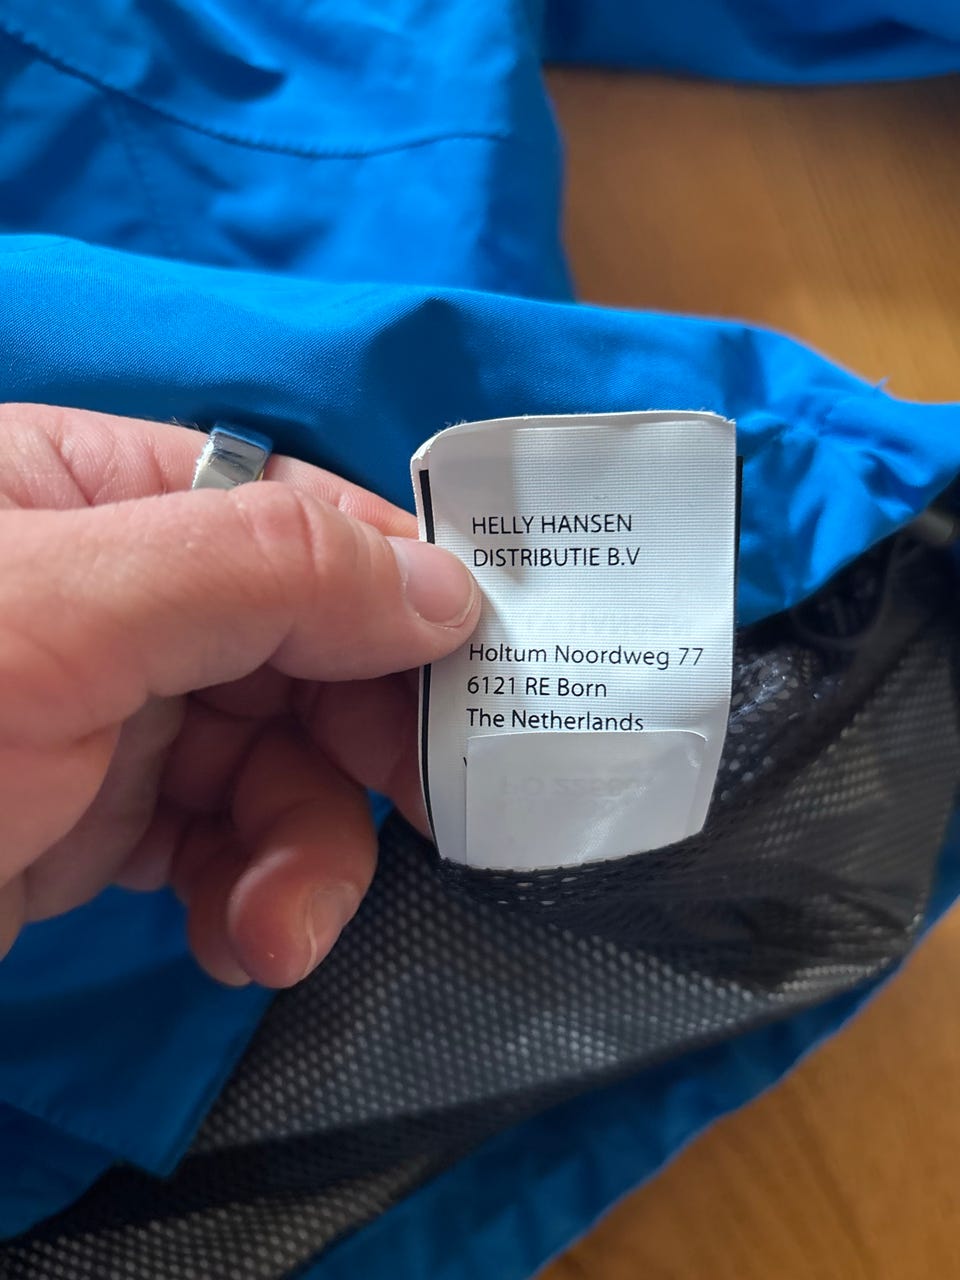 HELLY HANSEN
DISTRIBUTIE B.V
Holtum Noordweg 77
6121 RE Born
The Netherlands